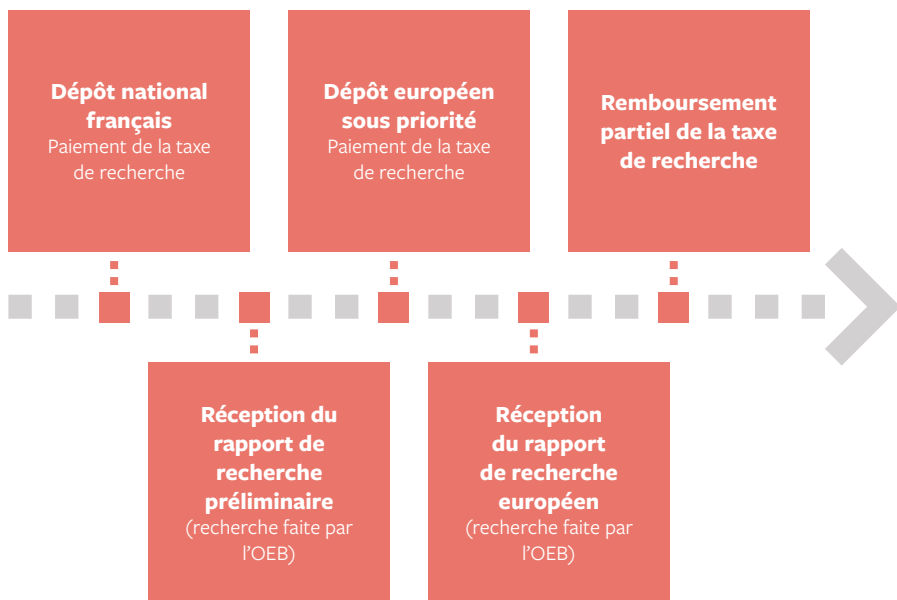 Dépôt national
français
Paiement de la taxe
de recherche
Réception du
rapport de
recherche
préliminaire
(recherche faite par
l’OEB)
Dépôt européen
sous priorité
Paiement de la taxe
de recherche
Réception
du rapport
de recherche
européen
(recherche faite par
l’OEB)
Remboursement
partiel de la taxe
de recherche